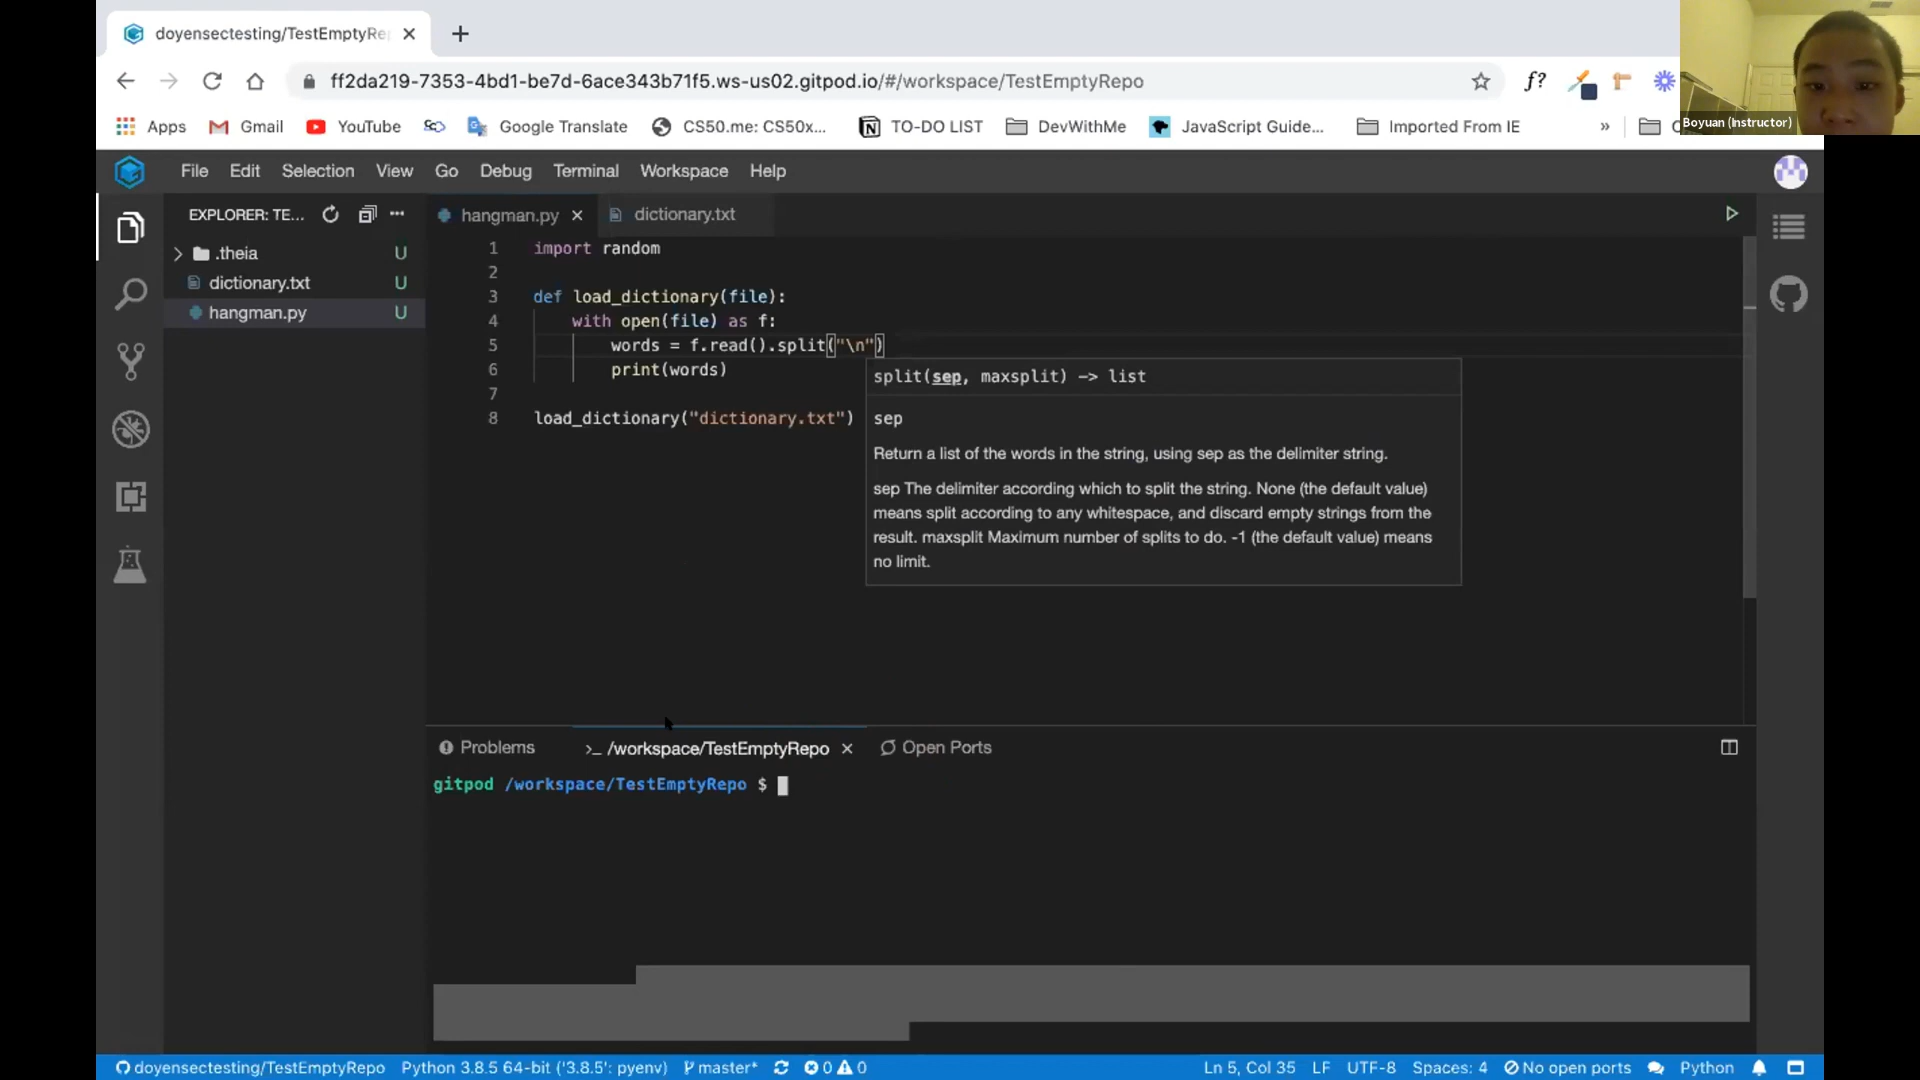 doyensectesting/TestEmptyRe
ff2da219-7353-4bd1-be7d-6ace343b71f5.ws-us02.gitpod.io/#/workspace/TestEmptyRepo
f?
Boyuan (Instructor)
Apps Gmail YouTube Google Translate CS50.me: CS50x... TO-DO LIST DevWithMe JavaScript Guide... Imported From IE » C
File Edit Selection View Go Debug Terminal Workspace Help
EXPLORER: TE...
.theia U
dictionary.txt U
hangman.py U
hangman.py dictionary.txt
1 import random
2
3 def load_dictionary(file):
4 with open(file) as f:
5 words = f.read().split("\n")
6 print(words)
7
8 load_dictionary("dictionary.txt")
split(sep, maxsplit) -> list
sep
Return a list of the words in the string, using sep as the delimiter string.
sep The delimiter according which to split the string. None (the default value)
means split according to any whitespace, and discard empty strings from the
result. maxsplit Maximum number of splits to do. -1 (the default value) means
no limit.
Problems >_ /workspace/TestEmptyRepo Open Ports
gitpod /workspace/TestEmptyRepo $
doyensectesting/TestEmptyRepo Python 3.8.5 64-bit ('3.8.5': pyenv) master* 0 0 Ln 5, Col 35 LF UTF-8 Spaces: 4 No open ports Python